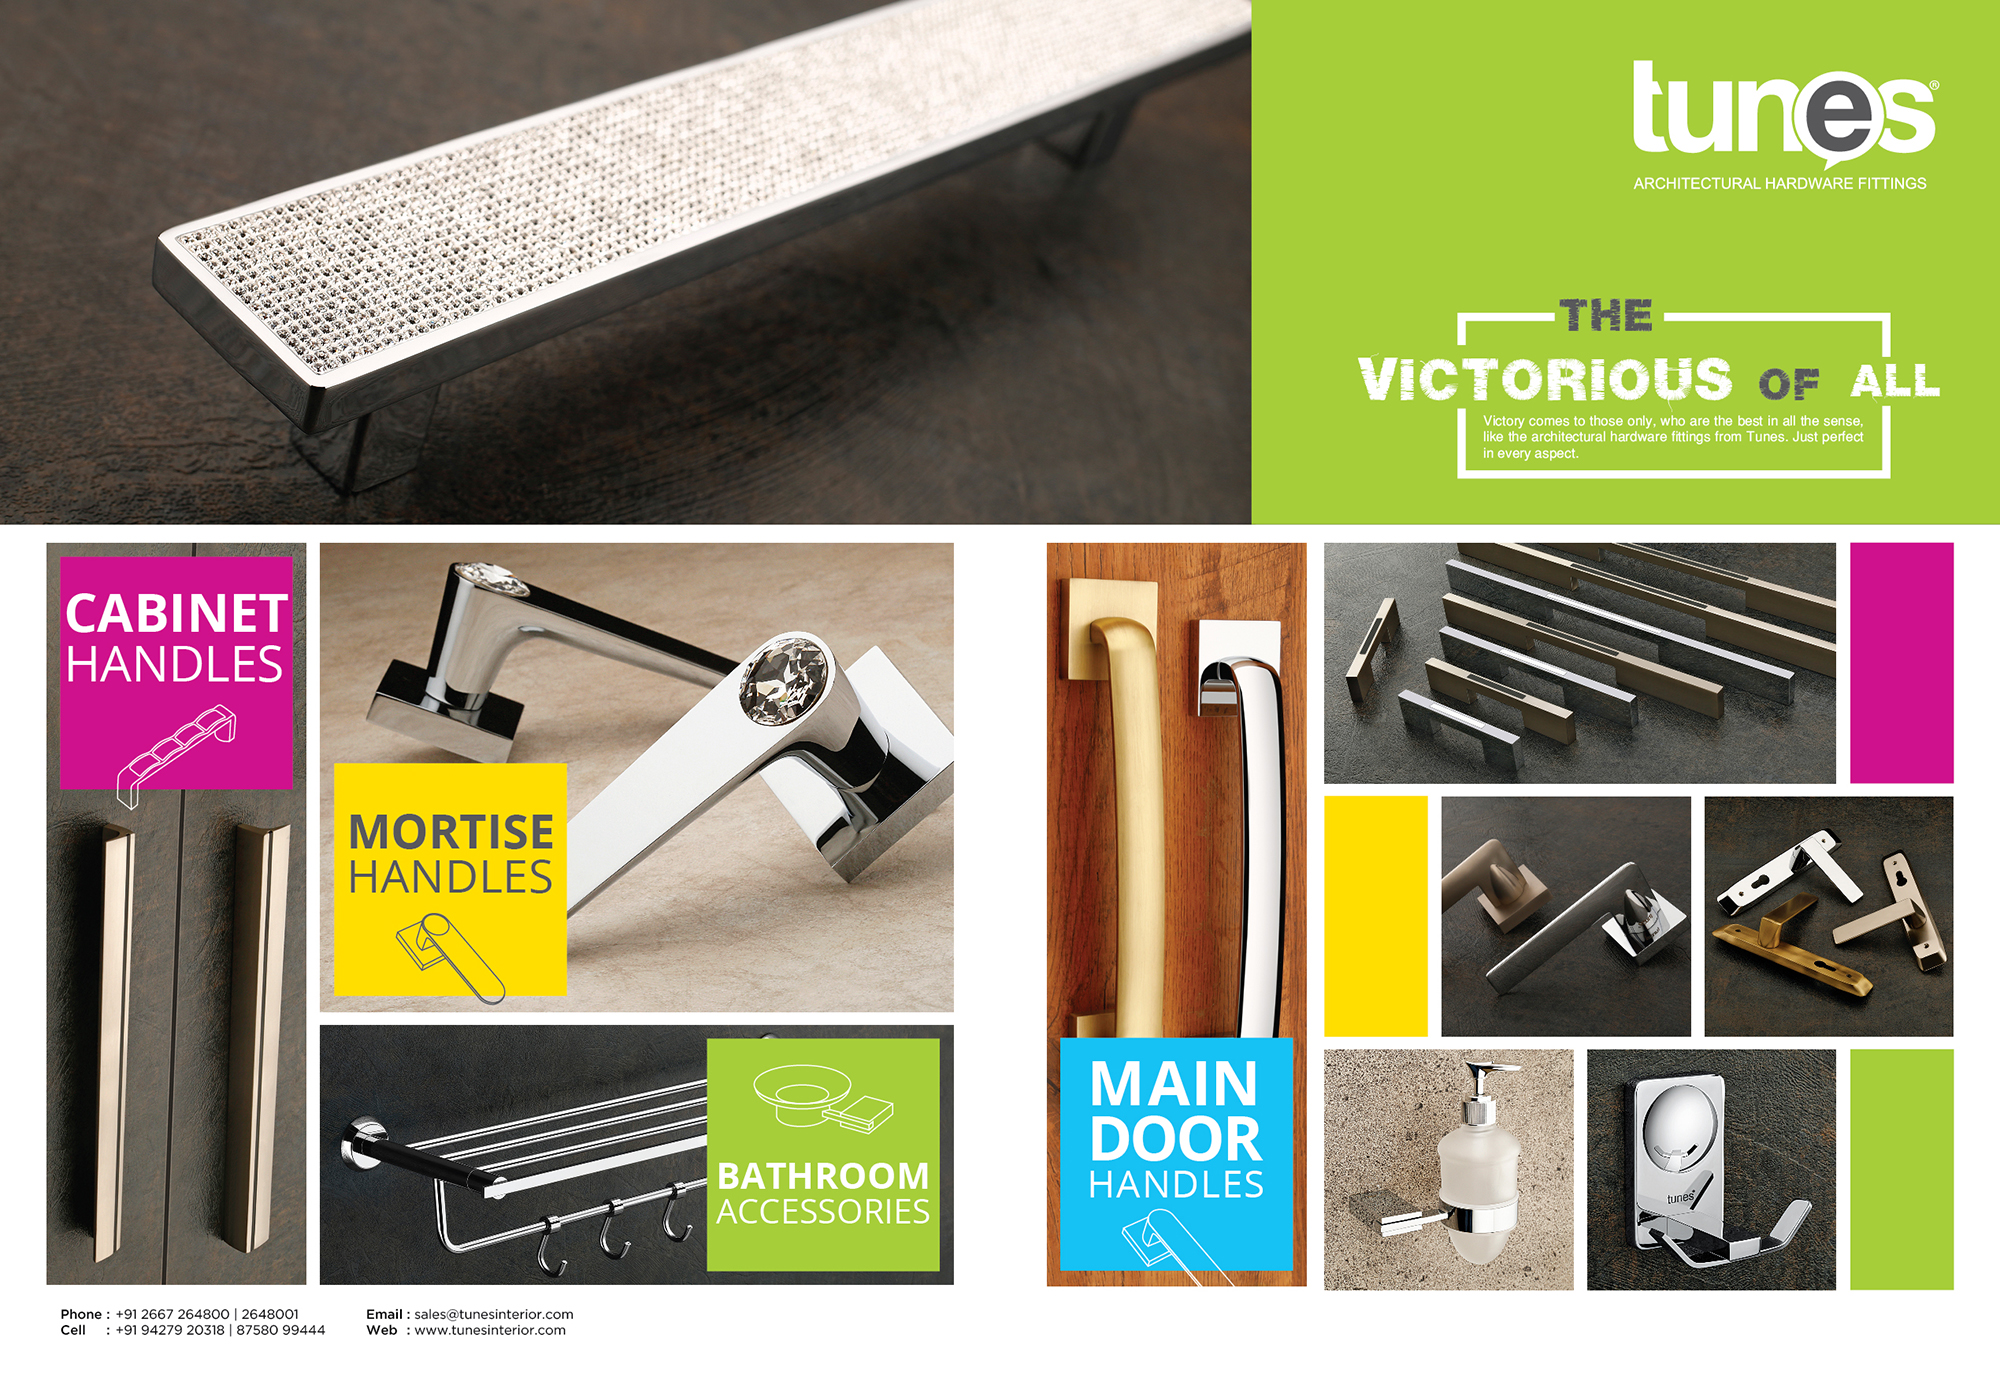 tunes®
ARCHITECTURAL HARDWARE FITTINGS
THE
VICTORIOUS OF ALL
Victory comes to those only, who are the best in all the sense,
like the architectural hardware fittings from Tunes. Just perfect
in every aspect.
CABINET
HANDLES
MORTISE
HANDLES
BATHROOM
ACCESSORIES
MAIN
DOOR
HANDLES
tunes
Phone : +91 2667 264800 | 2648001
Cell : +91 94279 20318 | 87580 99444
Email : sales@tunesinterior.com
Web : www.tunesinterior.com